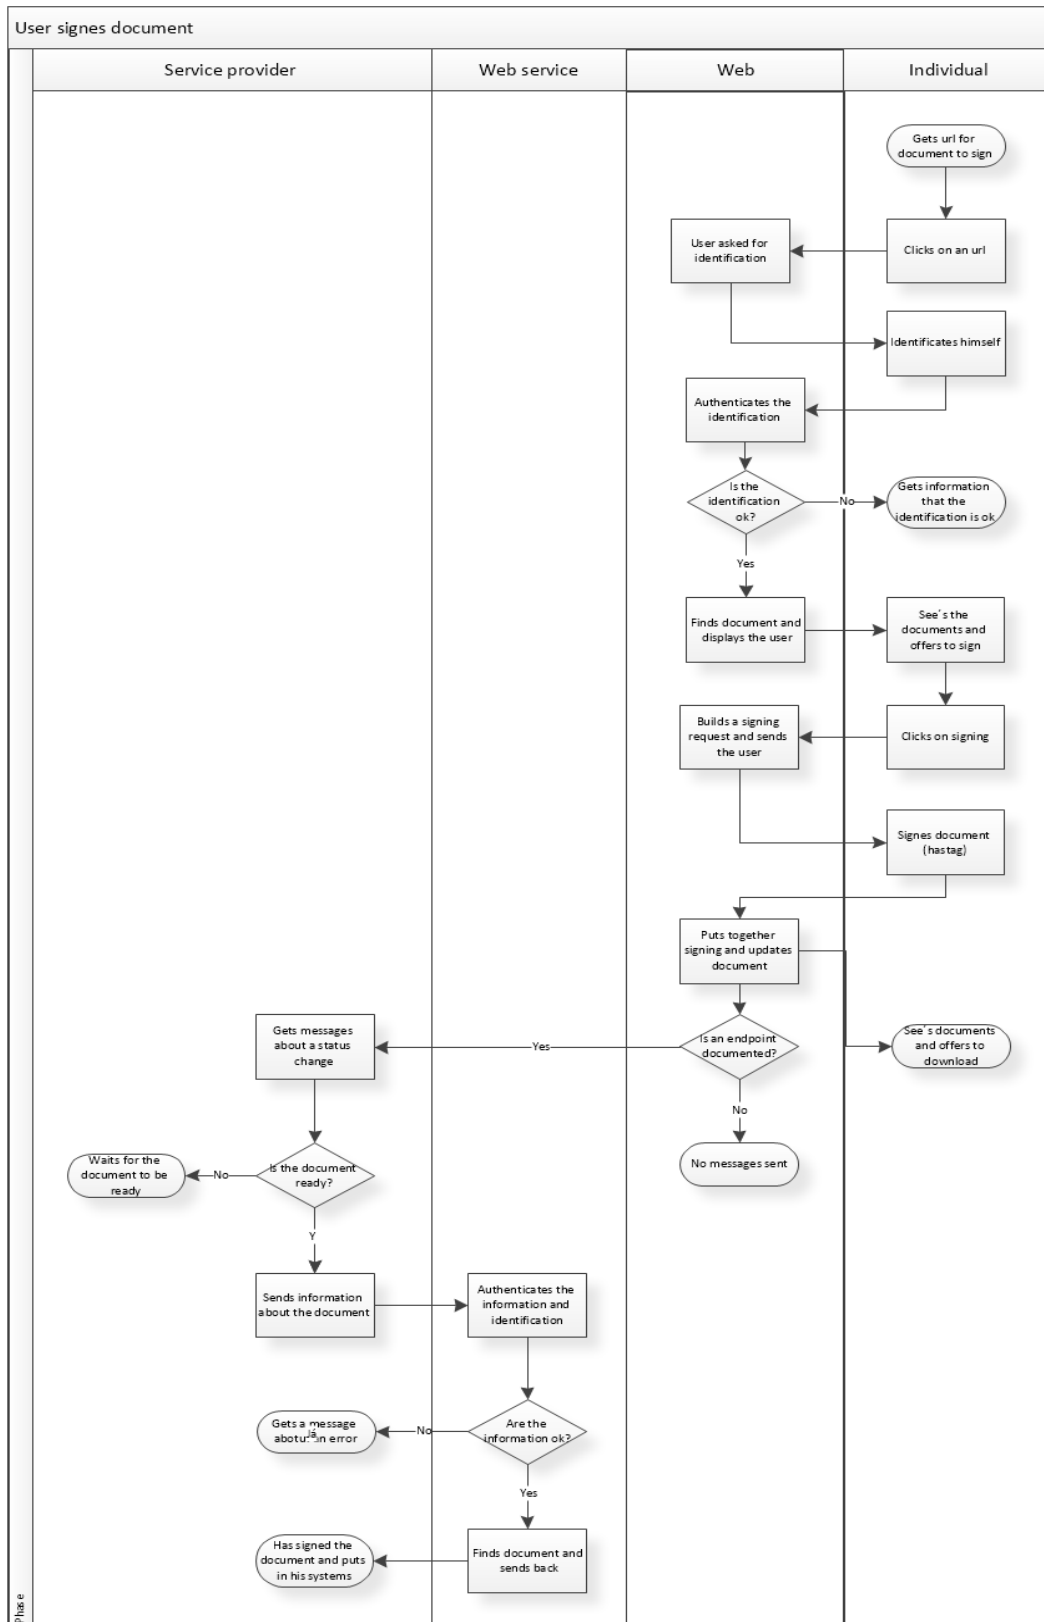 User signes document
Service provider
Web service
Web
Individual
Gets url for
document to sign
User asked for
identification
Clicks on an url
Identificates himself
Authenticates the
identification
Is the
identification
ok?
No
Gets information
that the
identification is ok
Yes
Finds document and
displays the user
See´s the
documents and
offers to sign
Builds a signing
request and sends
the user
Clicks on signing
Signes document
(hastag)
Puts together
signing and updates
document
Gets messages
about a status
change
Yes
Is an endpoint
documented?
See´s documents
and offers to
download
No
Waits for the
document to be
ready
No
Is the document
ready?
No messages sent
Y
Sends information
about the document
Authenticates the
information and
identification
Gets a message
abotut an error
Já
No
Are the
information ok?
Yes
Has signed the
document and puts
in his systems
Finds document and
sends back
Phase